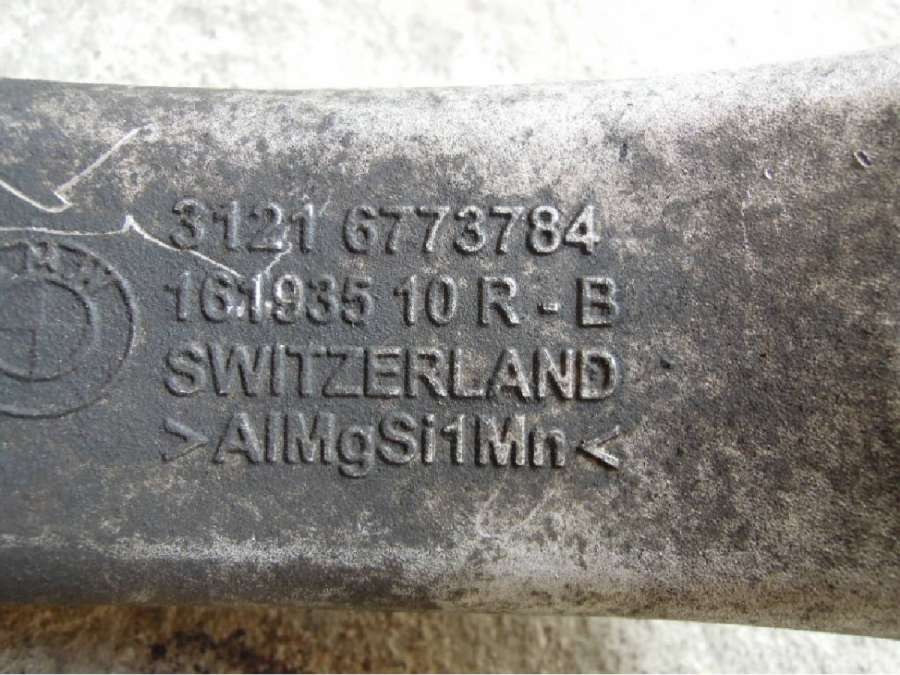 3121 6773784
161935 10 R - B
SWITZERLAND
>AlMgSi1Mn<